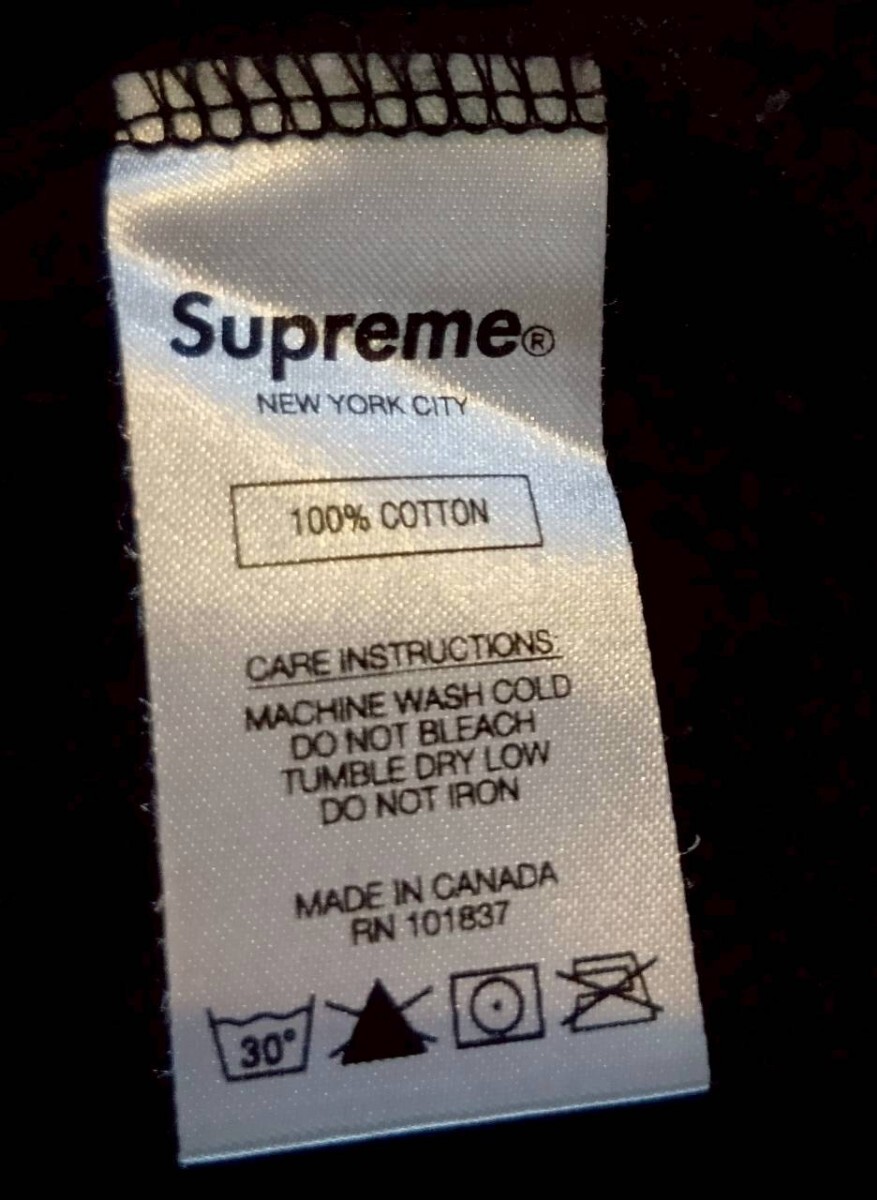 Supreme®
NEW YORK CITY
100% COTTON
CARE INSTRUCTIONS:
MACHINE WASH COLD
DO NOT BLEACH
TUMBLE DRY LOW
DO NOT IRON
MADE IN CANADA
RN 101837
30°